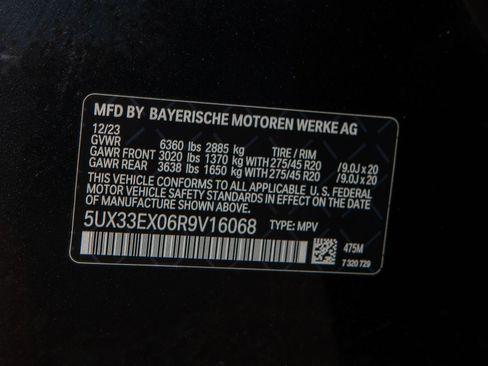 MFD BY BAYERISCHE MOTOREN WERKE AG
12/23
GVWR 6360 lbs 2885 kg TIRE / RIM
GAWR FRONT 3020 lbs 1370 kg WITH 275/45 R20 /9.0J x 20
GAWR REAR 3638 lbs 1650 kg WITH 275/45 R20 /9.0J x 20
THIS VEHICLE CONFORMS TO ALL APPLICABLE U. S. FEDERAL
MOTOR VEHICLE SAFETY STANDARDS IN EFFECT ON THE DATE
OF MANUFACTURE SHOWN ABOVE.
5UX33EX06R9V16068 TYPE: MPV
475M
7 320 729